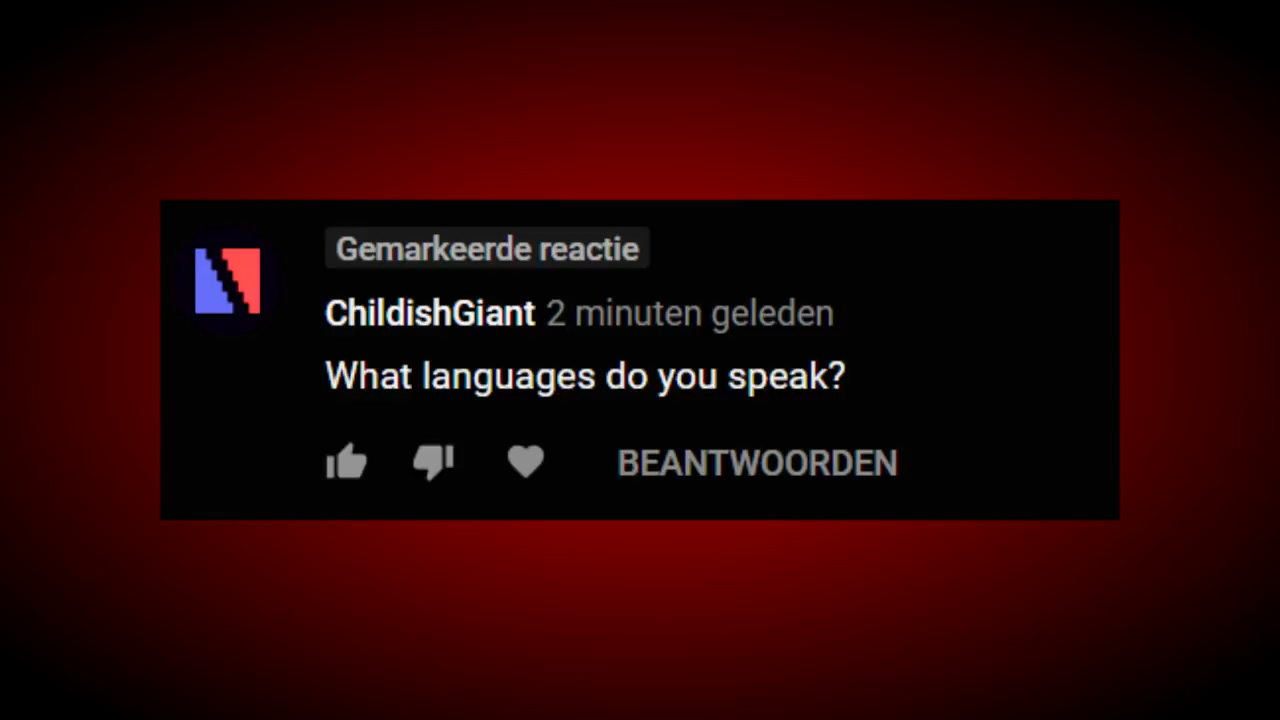 Gemarkeerde reactie
ChildishGiant 2 minuten geleden
What languages do you speak?
BEANTWOORDEN